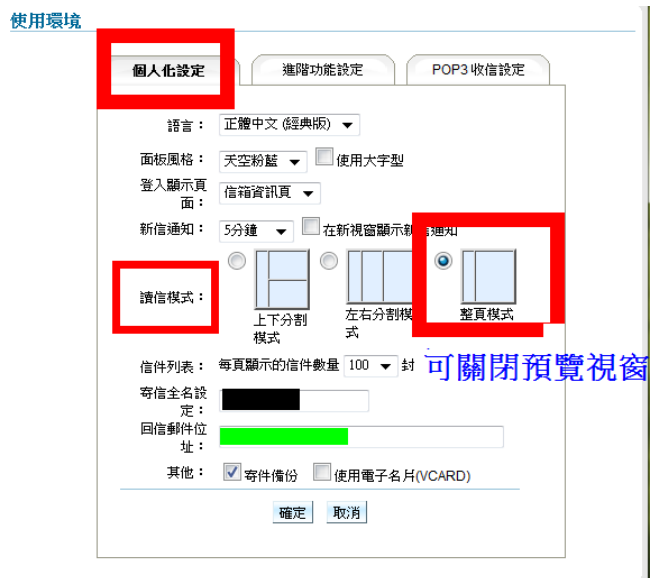 使用環境
個人化設定
進階功能設定
POP3收信設定
語言：
正體中文 (經典版)
面板風格：
天空粉藍
使用大字型
登入顯示頁
面：
信箱資訊頁
新信通知：
5分鐘
在新視窗顯示新信通知
讀信模式：
上下分割
模式
左右分割模
式
整頁模式
信件列表：
每頁顯示的信件數量
100
封
可關閉預覽視窗
寄信全名設
定：
回信郵件位
址：
其他：
寄件備份
使用電子名片(VCARD)
確定
取消